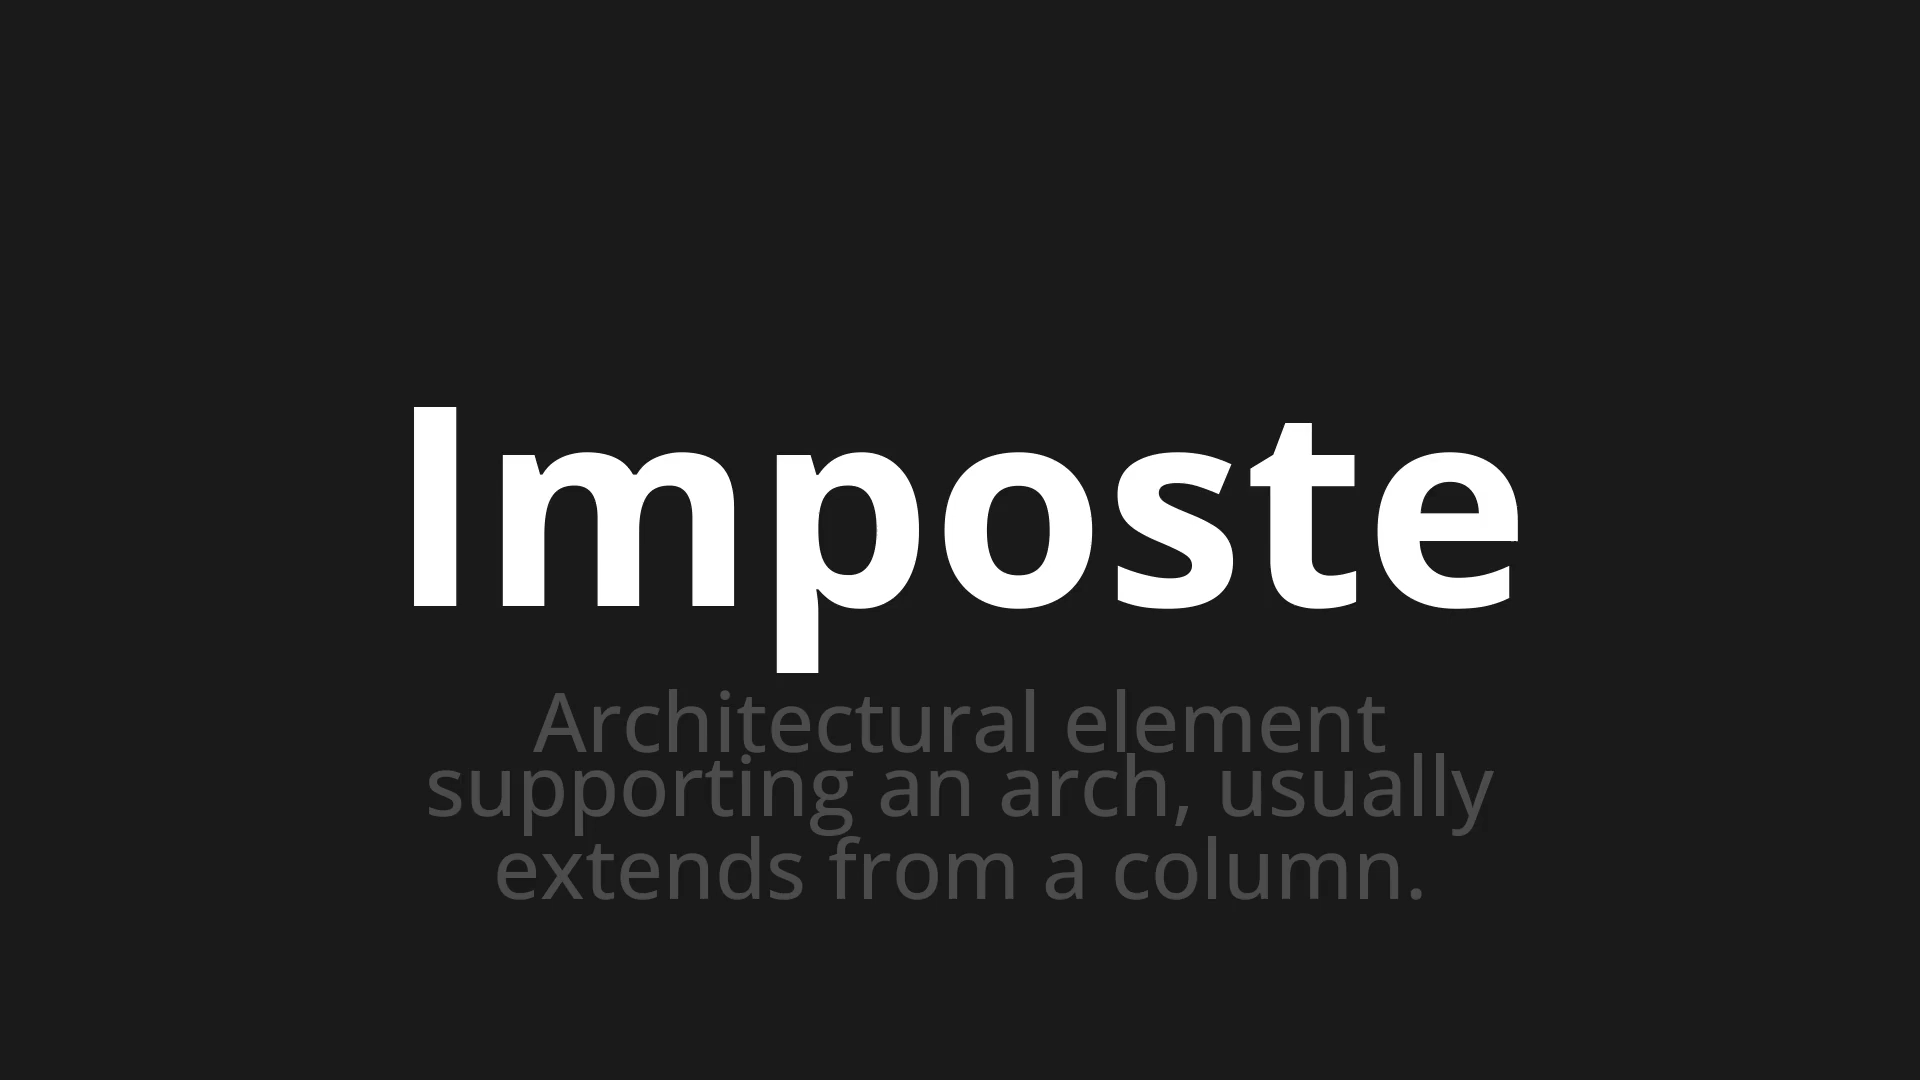 Imposte
Architectural element
supporting an arch, usually
extends from a column.